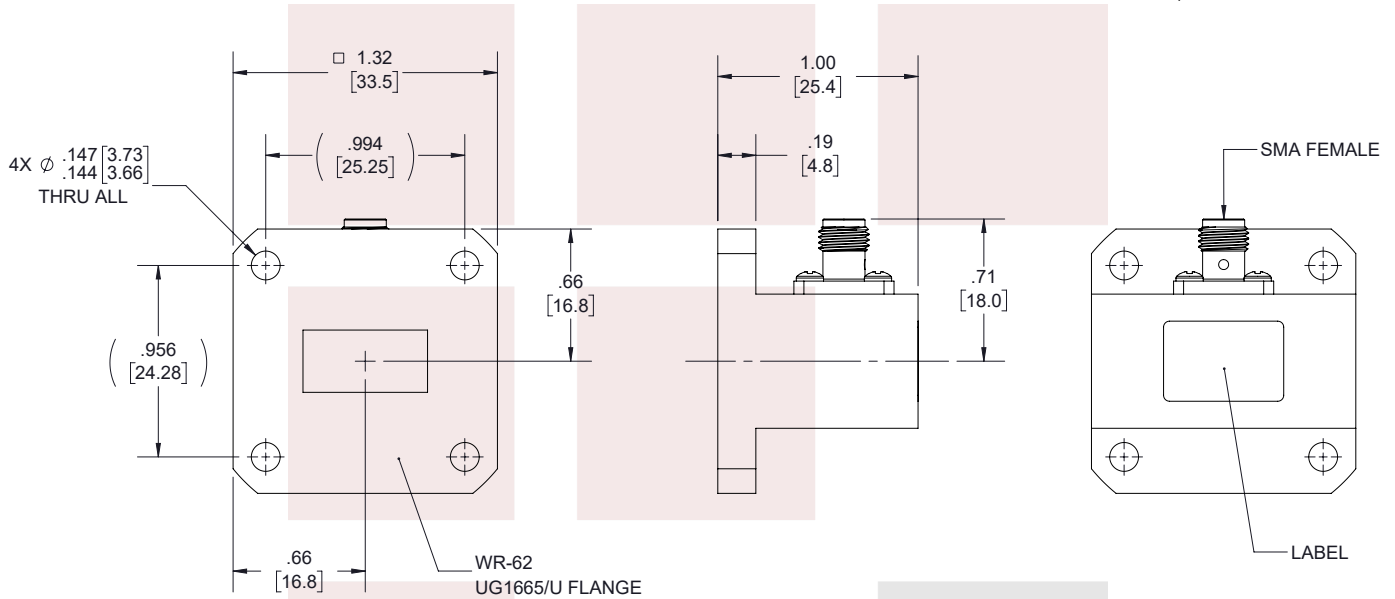 □ 1.32
[33.5]
( .994
[25.25] )
4X ∅ .147 [3.73]
.144 [3.66]
THRU ALL
.66
[16.8]
( .956
[24.28] )
.66
[16.8]
WR-62
UG1665/U FLANGE
1.00
[25.4]
.19
[4.8]
.71
[18.0]
SMA FEMALE
LABEL